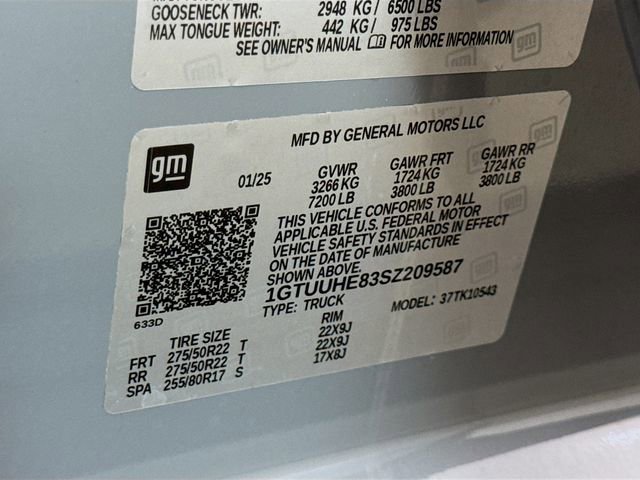 GOOSENECK TWR: 2948 KG / 6500 LBS
MAX TONGUE WEIGHT: 442 KG / 975 LBS
SEE OWNER'S MANUAL FOR MORE INFORMATION
gm
MFD BY GENERAL MOTORS LLC
01/25 GVWR GAWR FRT GAWR RR
3266 KG 1724 KG 1724 KG
7200 LB 3800 LB 3800 LB
THIS VEHICLE CONFORMS TO ALL
APPLICABLE U.S. FEDERAL MOTOR
VEHICLE SAFETY STANDARDS IN EFFECT
ON THE DATE OF MANUFACTURE
SHOWN ABOVE.
1GTUUHE83SZ209587
TYPE: TRUCK MODEL: 37TK10543
633D
TIRE SIZE RIM
FRT 275/50R22 T 22X9J
RR 275/50R22 T 22X9J
SPA 255/80R17 S 17X8J